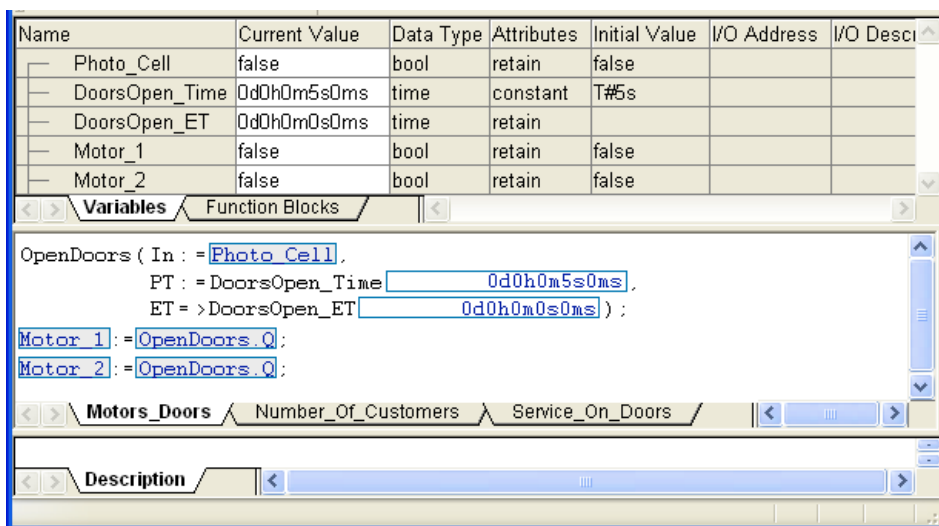 Name Current Value Data Type Attributes Initial Value I/O Address I/O Descr
Photo_Cell false bool retain false
DoorsOpen_Time 0d0h0m5s0ms time constant T#5s
DoorsOpen_ET 0d0h0m0s0ms time retain
Motor_1 false bool retain false
Motor_2 false bool retain false
Variables Function Blocks
OpenDoors ( In : = Photo_Cell,
PT : = DoorsOpen_Time 0d0h0m5s0ms,
ET = >DoorsOpen_ET 0d0h0m0s0ms ) ;
Motor_1 : = OpenDoors.Q ;
Motor_2 : = OpenDoors.Q ;
Motors_Doors Number_Of_Customers Service_On_Doors
Description